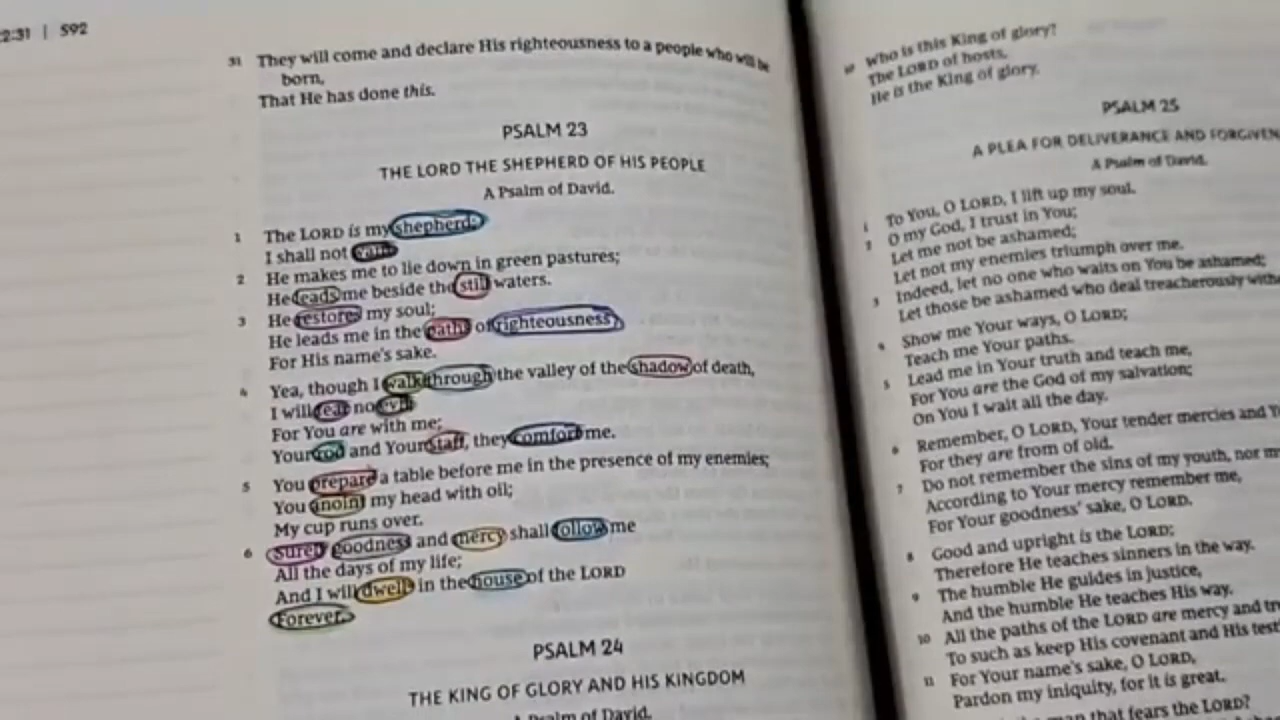 2:31 | 592
31 They will come and declare His righteousness to a people who will be
born,
That He has done this.
PSALM 23
THE LORD THE SHEPHERD OF HIS PEOPLE
A Psalm of David.
1 The LORD is my shepherd;
I shall not want.
2 He makes me to lie down in green pastures;
He leads me beside the still waters.
3 He restores my soul;
He leads me in the paths of righteousness
For His name's sake.
4 Yea, though I walk through the valley of the shadow of death,
I will fear no evil;
For You are with me;
Your rod and Your staff, they comfort me.
5 You prepare a table before me in the presence of my enemies;
You anoint my head with oil;
My cup runs over.
6 Surely goodness and mercy shall follow me
All the days of my life;
And I will dwell in the house of the LORD
Forever.
PSALM 24
THE KING OF GLORY AND HIS KINGDOM
A Psalm of David.
10 Who is this King of glory?
The LORD of hosts,
He is the King of glory.
PSALM 25
A PLEA FOR DELIVERANCE AND FORGIVEN
A Psalm of David.
1 To You, O LORD, I lift up my soul.
2 O my God, I trust in You;
Let me not be ashamed;
Let not my enemies triumph over me.
3 Indeed, let no one who waits on You be ashamed;
Let those be ashamed who deal treacherously with
4 Show me Your ways, O LORD;
Teach me Your paths.
5 Lead me in Your truth and teach me,
For You are the God of my salvation;
On You I wait all the day.
6 Remember, O LORD, Your tender mercies and
For they are from of old.
7 Do not remember the sins of my youth, nor
According to Your mercy remember me,
For Your goodness' sake, O LORD.
8 Good and upright is the LORD;
Therefore He teaches sinners in the way.
9 The humble He guides in justice,
And the humble He teaches His way.
10 All the paths of the LORD are mercy and
To such as keep His covenant and His
11 For Your name's sake, O LORD,
Pardon my iniquity, for it is great.
man that fears the LORD?